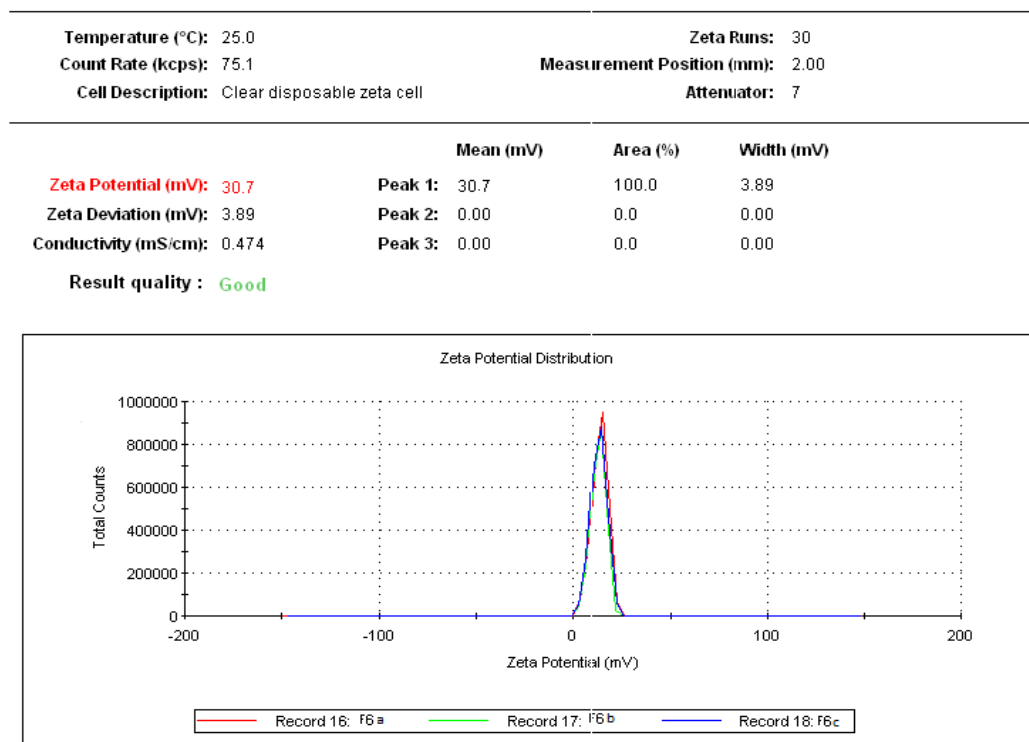 Temperature (°C): 25.0 Zeta Runs: 30
Count Rate (kcps): 75.1 Measurement Position (mm): 2.00
Cell Description: Clear disposable zeta cell Attenuator: 7
Mean (mV) Area (%) Width (mV)
Zeta Potential (mV): 30.7 Peak 1: 30.7 100.0 3.89
Zeta Deviation (mV): 3.89 Peak 2: 0.00 0.0 0.00
Conductivity (mS/cm): 0.474 Peak 3: 0.00 0.0 0.00
Result quality : Good
Zeta Potential Distribution
1000000
800000
600000
400000
200000
0
Total Counts
-200 -100 0 100 200
Zeta Potential (mV)
Record 16: F6a Record 17: F6b Record 18: F6c